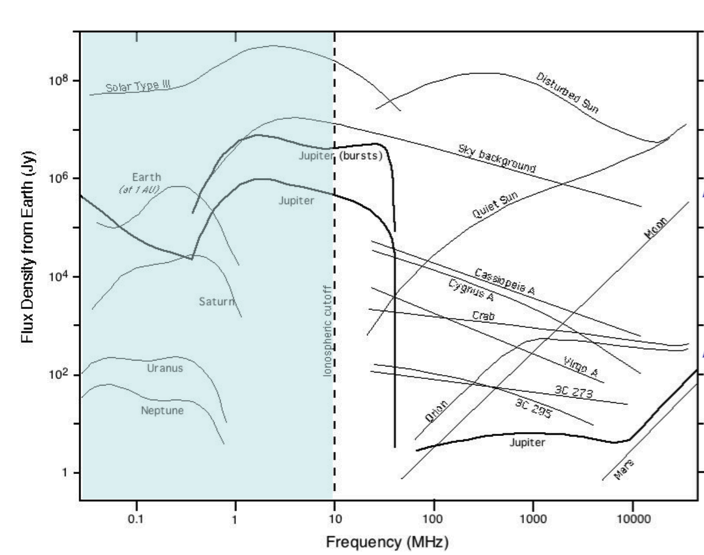 Flux Density from Earth (Jy)
10⁸
10⁶
10⁴
10²
1
Solar Type III
Disturbed Sun
Sky background
Jupiter (bursts)
Earth
(at 1 AU)
Jupiter
Quiet Sun
Moon
Saturn
Ionospheric cutoff
Cassiopeia A
Cygnus A
Crab
Virgo A
Uranus
Neptune
3C 273
3C 295
Orion
Jupiter
Mars
0.1
1
10
100
1000
10000
Frequency (MHz)